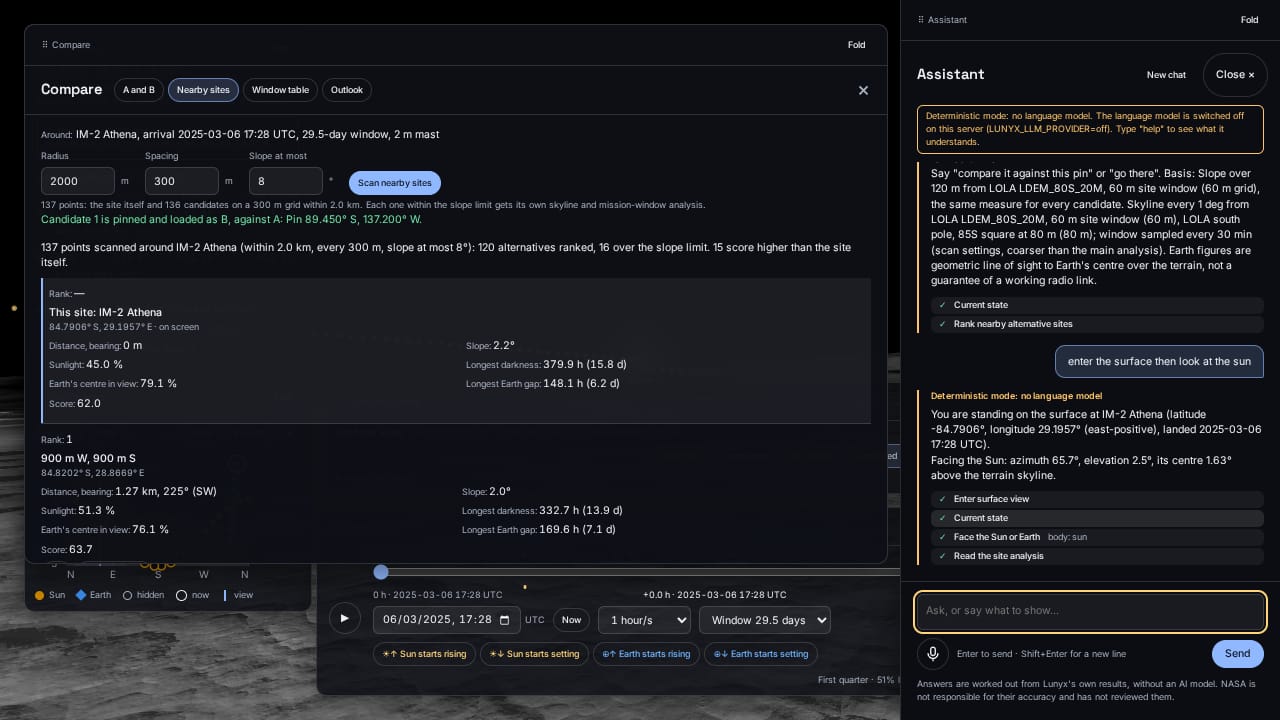 Compare
Fold
Compare
A and B
Nearby sites
Window table
Outlook
×
Around: IM-2 Athena, arrival 2025-03-06 17:28 UTC, 29.5-day window, 2 m mast
Radius
Spacing
Slope at most
2000 m
300 m
8 °
Scan nearby sites
137 points: the site itself and 136 candidates on a 300 m grid within 2.0 km. Each one within the slope limit gets its own skyline and mission-window analysis.
Candidate 1 is pinned and loaded as B, against A: Pin 89.450° S, 137.200° W.
137 points scanned around IM-2 Athena (within 2.0 km, every 300 m, slope at most 8°): 120 alternatives ranked, 16 over the slope limit. 15 score higher than the site
itself.
Rank: —
This site: IM-2 Athena
84.7906° S, 29.1957° E · on screen
Distance, bearing: 0 m
Slope: 2.2°
Sunlight: 45.0 %
Longest darkness: 379.9 h (15.8 d)
Earth's centre in view: 79.1 %
Longest Earth gap: 148.1 h (6.2 d)
Score: 62.0
Rank: 1
900 m W, 900 m S
84.8202° S, 28.8669° E
Distance, bearing: 1.27 km, 225° (SW)
Slope: 2.0°
Sunlight: 51.3 %
Longest darkness: 332.7 h (13.9 d)
Earth's centre in view: 76.1 %
Longest Earth gap: 169.6 h (7.1 d)
Score: 63.7
N E S W N
Sun
Earth
hidden
now
view
0 h · 2025-03-06 17:28 UTC
+0.0 h · 2025-03-06 17:28 UTC
06/03/2025, 17:28
UTC
Now
1 hour/s
Window 29.5 days
☀↑ Sun starts rising
☀↓ Sun starts setting
⊕↑ Earth starts rising
⊕↓ Earth starts setting
First quarter · 51%
Assistant
Fold
Assistant
New chat
Close ×
Deterministic mode: no language model. The language model is switched off
on this server (LUNYX_LLM_PROVIDER=off). Type "help" to see what it
understands.
Say "compare it against this pin" or "go there". Basis: Slope over
120 m from LOLA LDEM_80S_20M, 60 m site window (60 m grid),
the same measure for every candidate. Skyline every 1 deg from
LOLA LDEM_80S_20M, 60 m site window (60 m), LOLA south
pole, 85S square at 80 m (80 m); window sampled every 30 min
(scan settings, coarser than the main analysis). Earth figures are
geometric line of sight to Earth's centre over the terrain, not a
guarantee of a working radio link.
✓ Current state
✓ Rank nearby alternative sites
enter the surface then look at the sun
Deterministic mode: no language model
You are standing on the surface at IM-2 Athena (latitude
-84.7906°, longitude 29.1957° (east-positive), landed 2025-03-06
17:28 UTC).
Facing the Sun: azimuth 65.7°, elevation 2.5°, its centre 1.63°
above the terrain skyline.
✓ Enter surface view
✓ Current state
✓ Face the Sun or Earth body: sun
✓ Read the site analysis
Ask, or say what to show...
Enter to send · Shift+Enter for a new line
Send
Answers are worked out from Lunyx's own results, without an AI model. NASA is
not responsible for their accuracy and has not reviewed them.